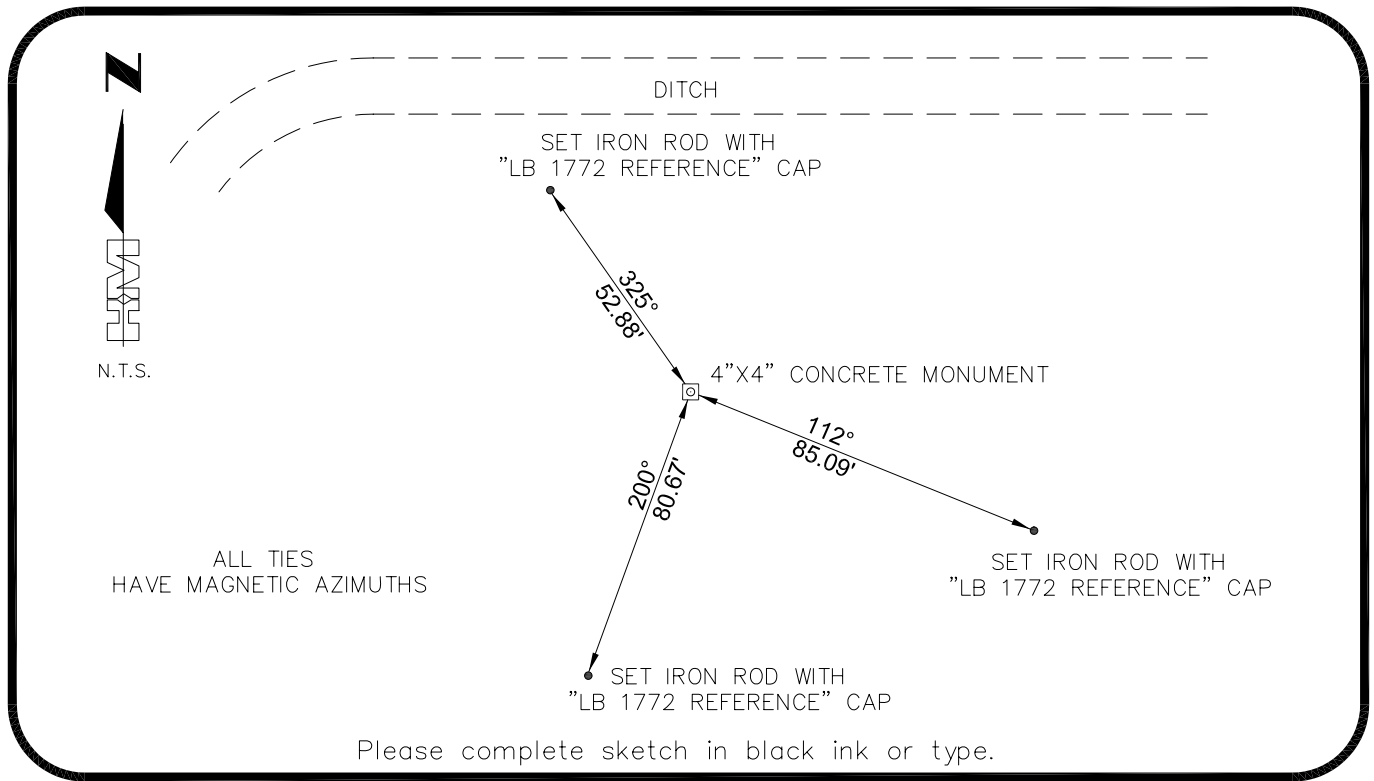 N
DITCH
SET IRON ROD WITH
"LB 1772 REFERENCE" CAP
325°
52.88'
HM
N.T.S.
4"X4" CONCRETE MONUMENT
112°
85.09'
200°
80.67'
ALL TIES
HAVE MAGNETIC AZIMUTHS
SET IRON ROD WITH
"LB 1772 REFERENCE" CAP
SET IRON ROD WITH
"LB 1772 REFERENCE" CAP
Please complete sketch in black ink or type.